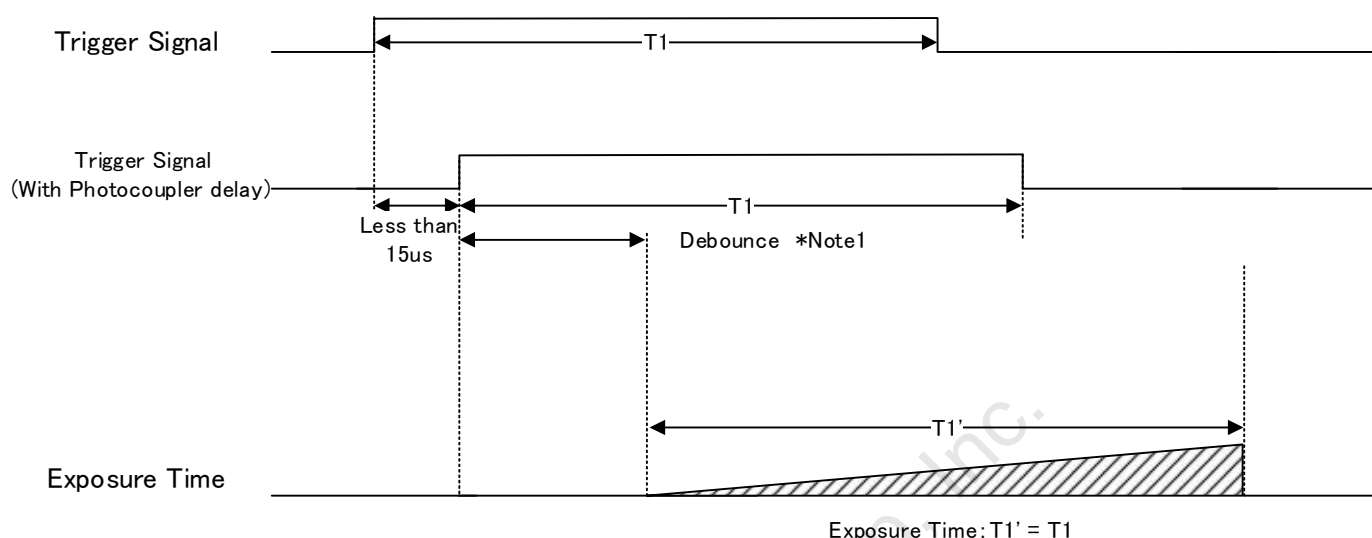 Trigger Signal
T1
Trigger Signal
(With Photocoupler delay)
T1
Less than
15us
Debounce *Note1
T1'
Exposure Time
Inc.
Exposure Time: T1' = T1